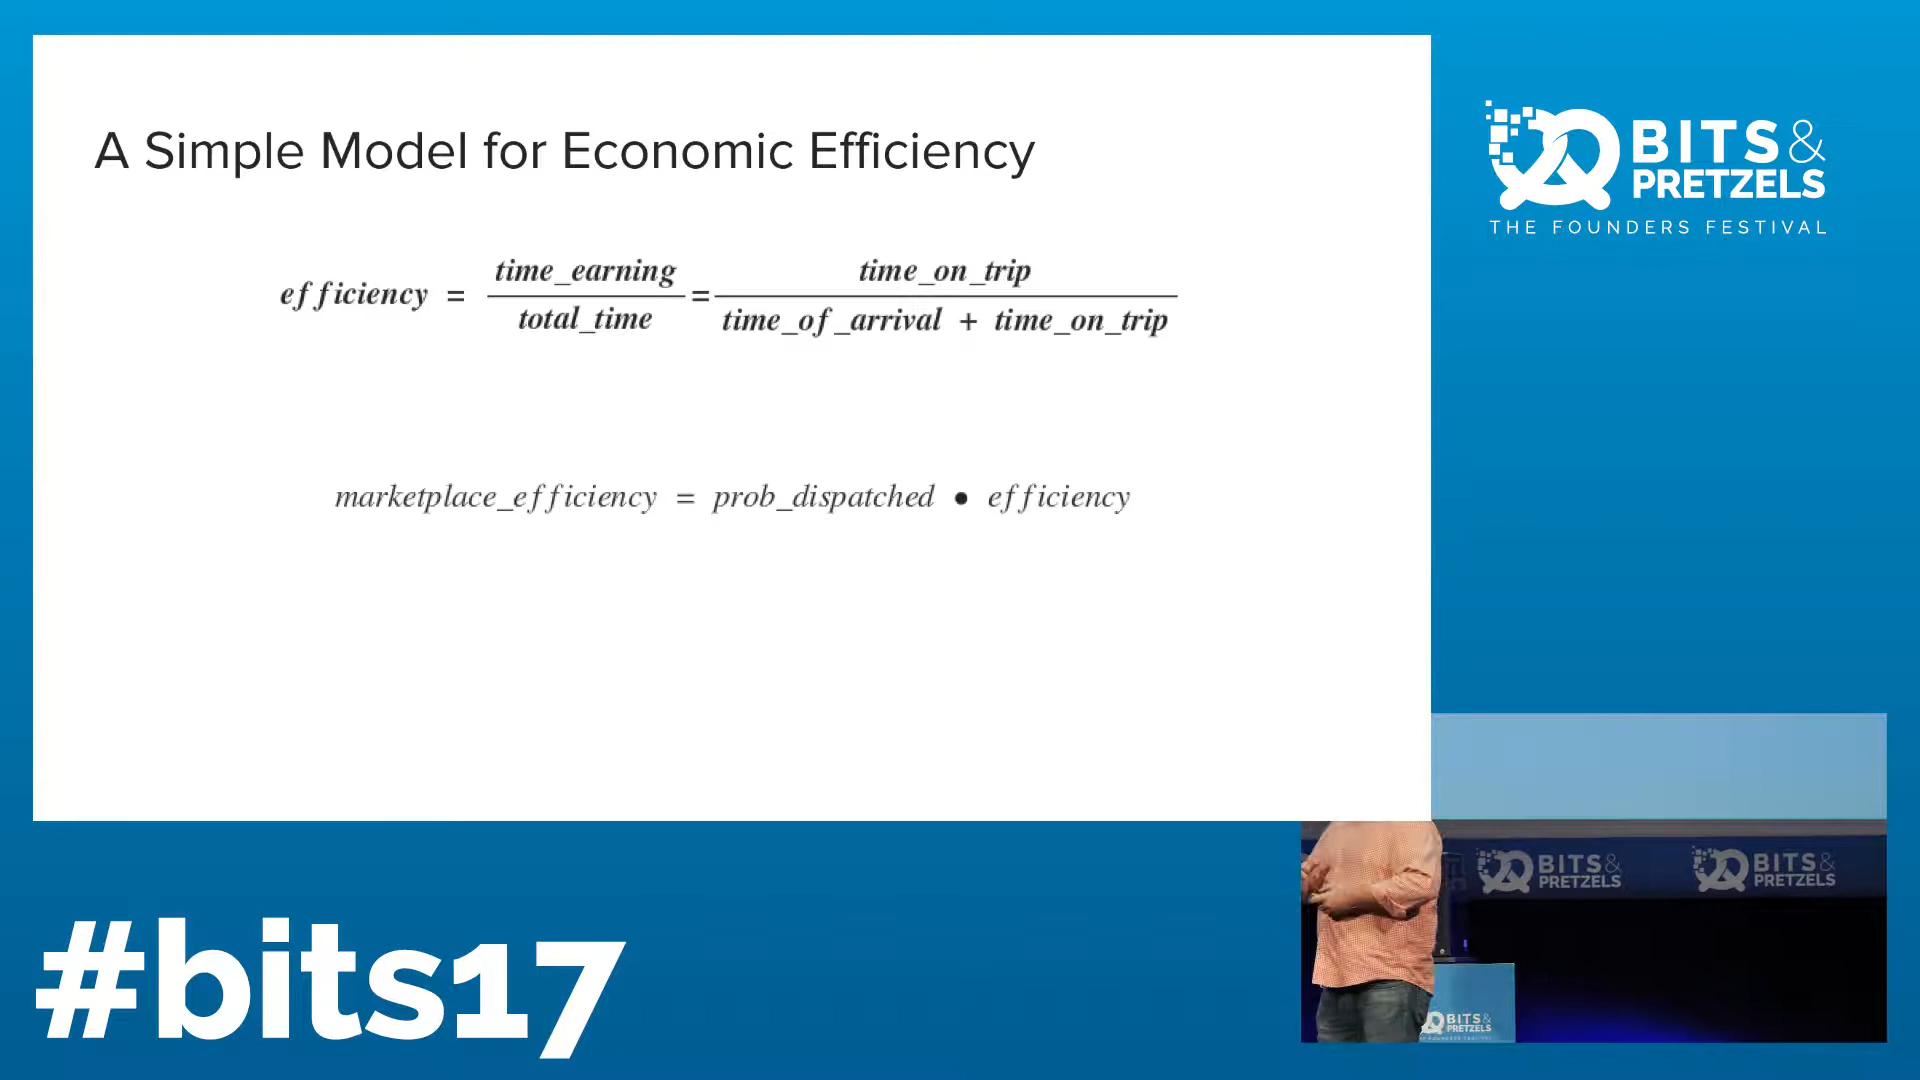 A Simple Model for Economic Efficiency
efficiency = time_earning / total_time = time_on_trip / time_of_arrival + time_on_trip
marketplace_efficiency = prob_dispatched • efficiency
BITS&
PRETZELS
THE FOUNDERS FESTIVAL
#bits17
BITS&
PRETZELS
BITS&
PRETZELS
BITS&
PRETZELS